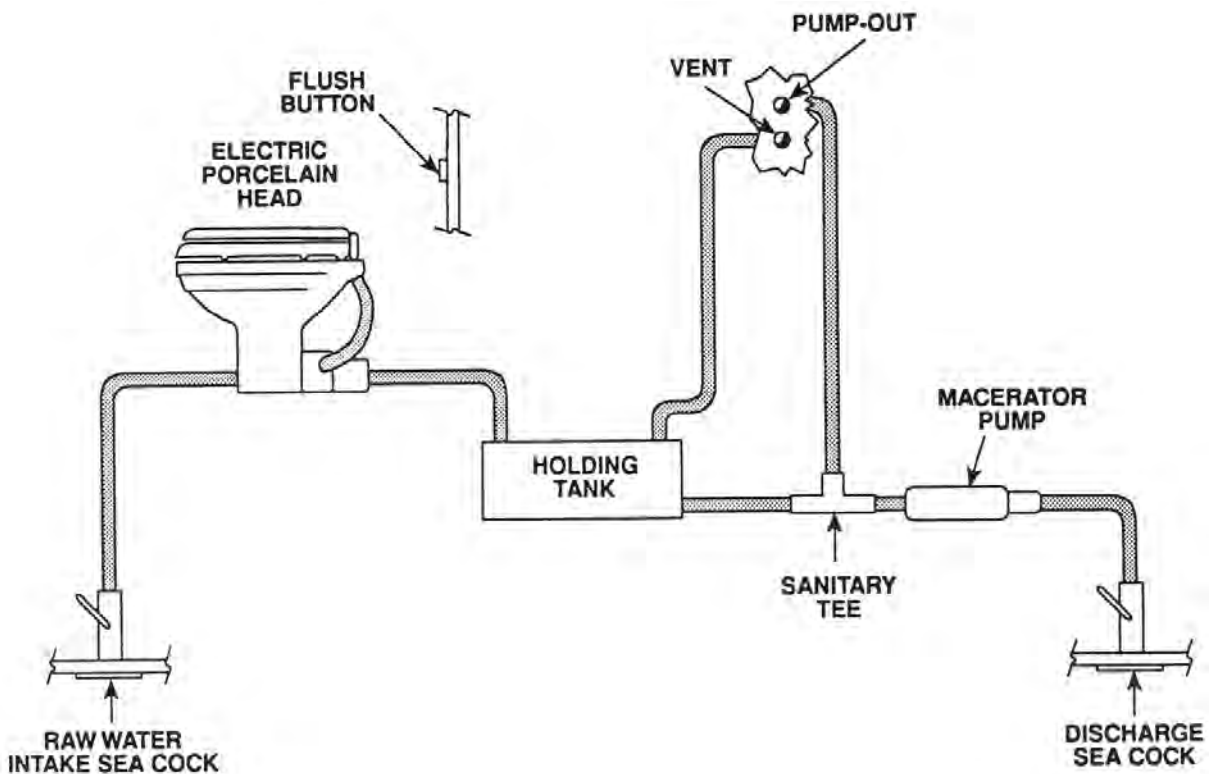 PUMP-OUT
VENT
FLUSH
BUTTON
ELECTRIC
PORCELAIN
HEAD
MACERATOR
PUMP
HOLDING
TANK
SANITARY
TEE
RAW WATER
INTAKE SEA COCK
DISCHARGE
SEA COCK